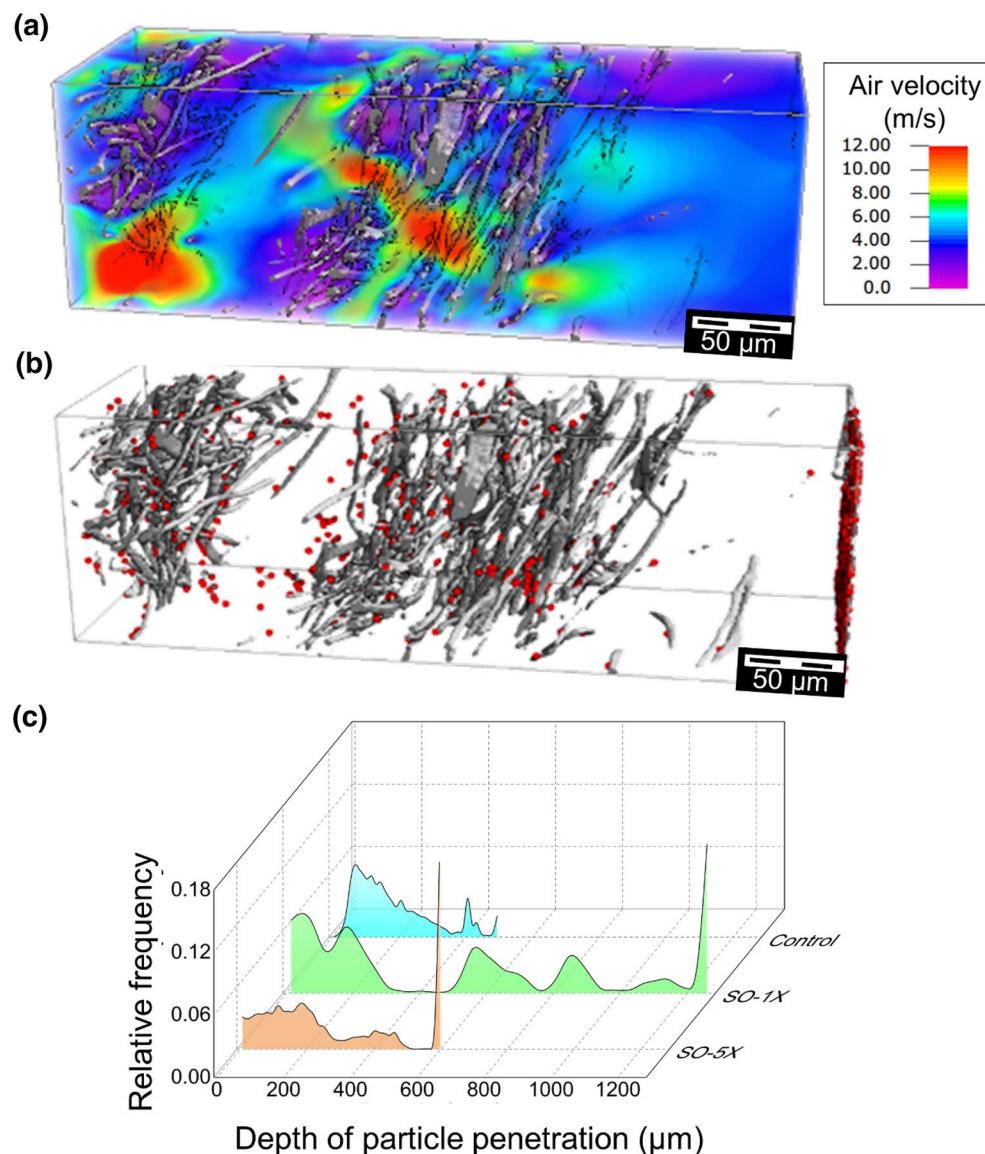 (a)
Air velocity
(m/s)
12.00
10.00
8.00
6.00
4.00
2.00
0.0
50 µm
(b)
50 µm
(c)
Relative frequency
0.18
0.12
0.06
0.00
0
200
400
600
800
1000
1200
Control
SO-1X
SO-5X
Depth of particle penetration (µm)